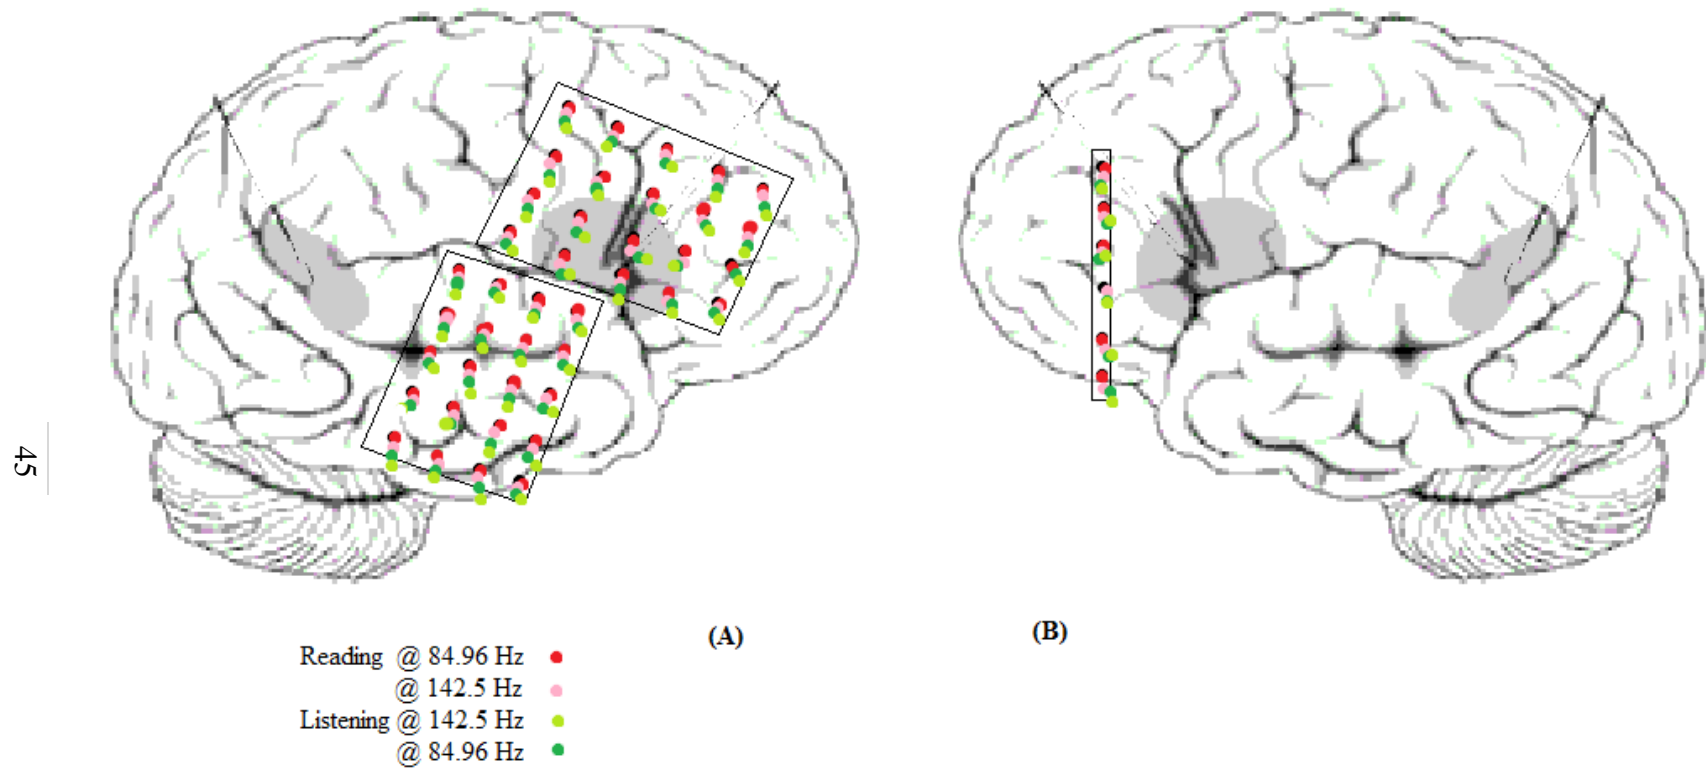 45
(A)
(B)
Reading @ 84.96 Hz
@ 142.5 Hz
Listening @ 142.5 Hz
@ 84.96 Hz